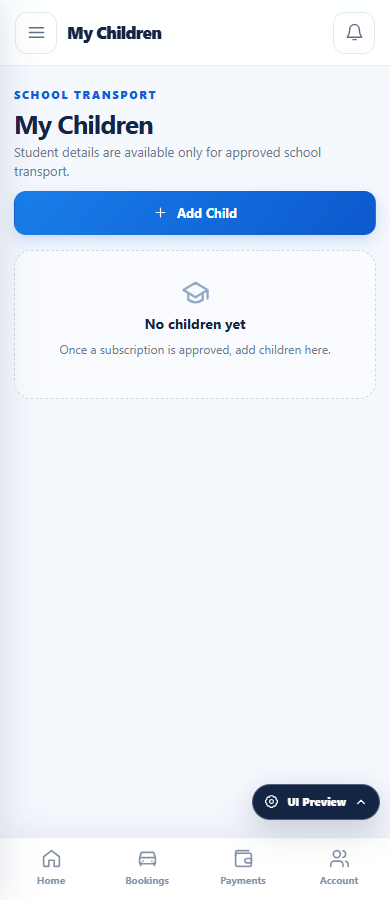 My Children
SCHOOL TRANSPORT
My Children
Student details are available only for approved school
transport.
Add Child
No children yet
Once a subscription is approved, add children here.
UI Preview
Home
Bookings
Payments
Account